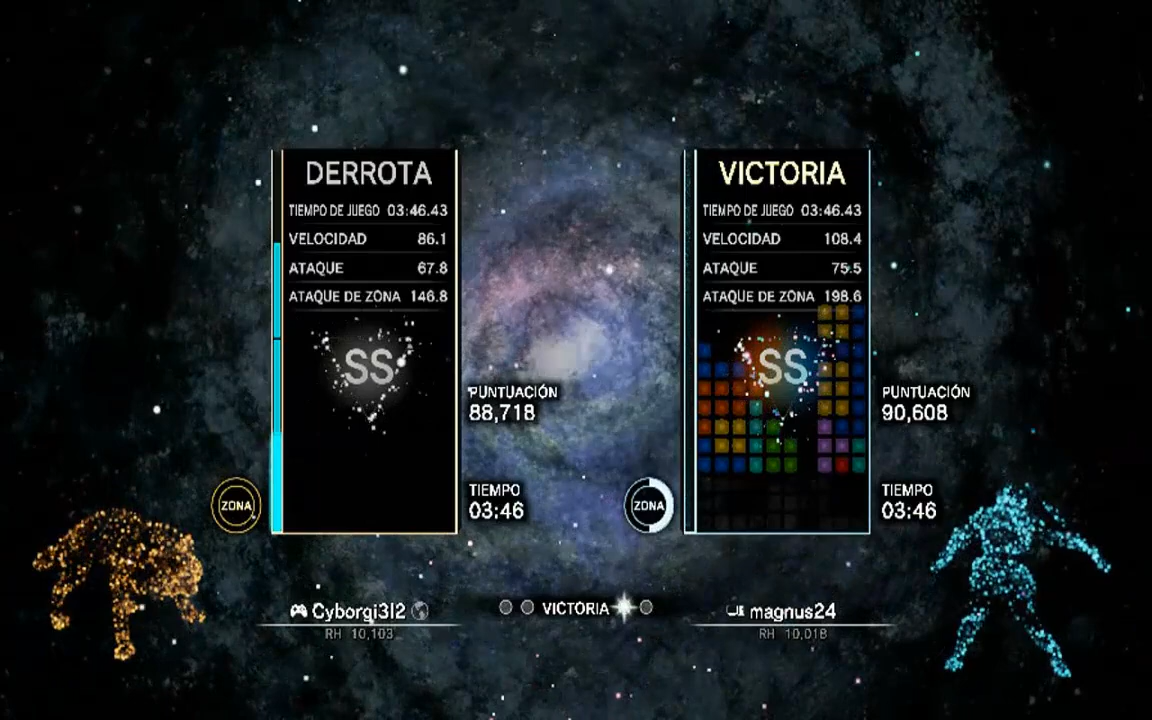 DERROTA
TIEMPO DE JUEGO 03:46.43
VELOCIDAD 86.1
ATAQUE 67.8
ATAQUE DE ZONA 146.8
SS
PUNTUACIÓN
88,718
TIEMPO
03:46
ZONA
Cyborgi3l2
RH 10,103
VICTORIA
VICTORIA
TIEMPO DE JUEGO 03:46.43
VELOCIDAD 108.4
ATAQUE 75.5
ATAQUE DE ZONA 198.6
SS
PUNTUACIÓN
90,608
TIEMPO
03:46
ZONA
magnus24
RH 10,018